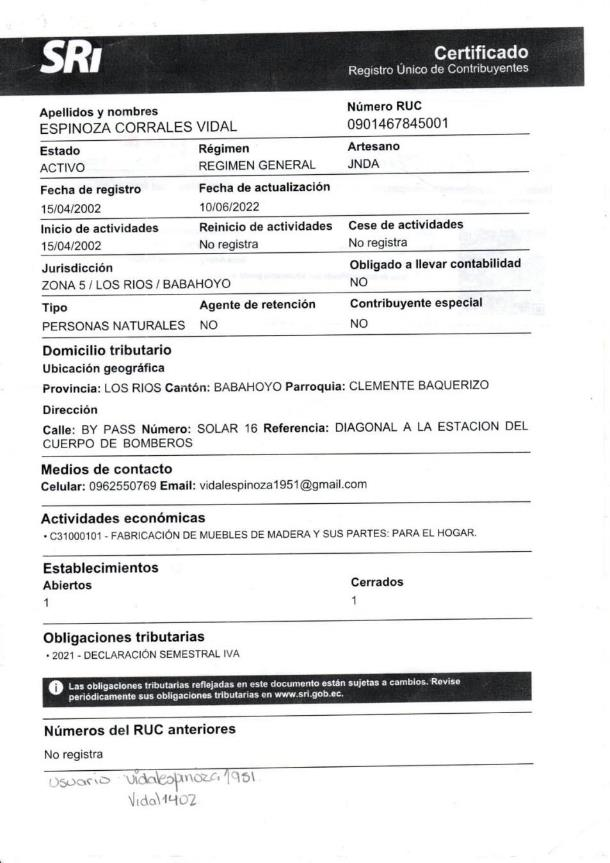 SRi
Certificado
Registro Único de Contribuyentes
Apellidos y nombres
ESPINOZA CORRALES VIDAL
Número RUC
0901467845001
Estado
ACTIVO
Régimen
REGIMEN GENERAL
Artesano
JNDA
Fecha de registro
15/04/2002
Fecha de actualización
10/06/2022
Inicio de actividades
15/04/2002
Reinicio de actividades
No registra
Cese de actividades
No registra
Jurisdicción
ZONA 5 / LOS RIOS / BABAHOYO
Obligado a llevar contabilidad
NO
Tipo
PERSONAS NATURALES
Agente de retención
NO
Contribuyente especial
NO
Domicilio tributario
Ubicación geográfica
Provincia: LOS RIOS Cantón: BABAHOYO Parroquia: CLEMENTE BAQUERIZO
Dirección
Calle: BY PASS Número: SOLAR 16 Referencia: DIAGONAL A LA ESTACION DEL
CUERPO DE BOMBEROS
Medios de contacto
Celular: 0962550769 Email: vidalespinoza1951@gmail.com
Actividades económicas
• C31000101 - FABRICACIÓN DE MUEBLES DE MADERA Y SUS PARTES: PARA EL HOGAR.
Establecimientos
Abiertos
1
Cerrados
1
Obligaciones tributarias
• 2021 - DECLARACIÓN SEMESTRAL IVA
Las obligaciones tributarias reflejadas en este documento están sujetas a cambios. Revise
periódicamente sus obligaciones tributarias en www.sri.gob.ec.
Números del RUC anteriores
No registra
usuario vidalespinoza1951
Vidal1402